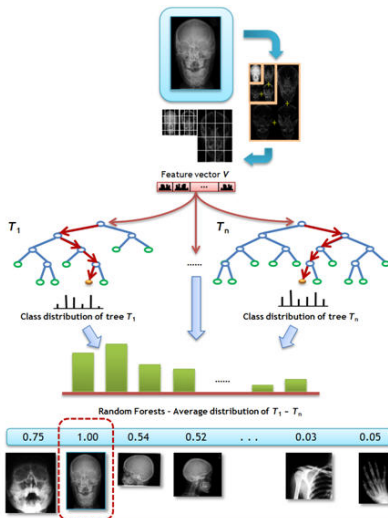 Feature vector V
...
T1
Tn
......
Class distribution of tree T1
Class distribution of tree Tn
......
Random Forests - Average distribution of T1 ~ Tn
0.75 1.00 0.54 0.52 ... 0.03 0.05